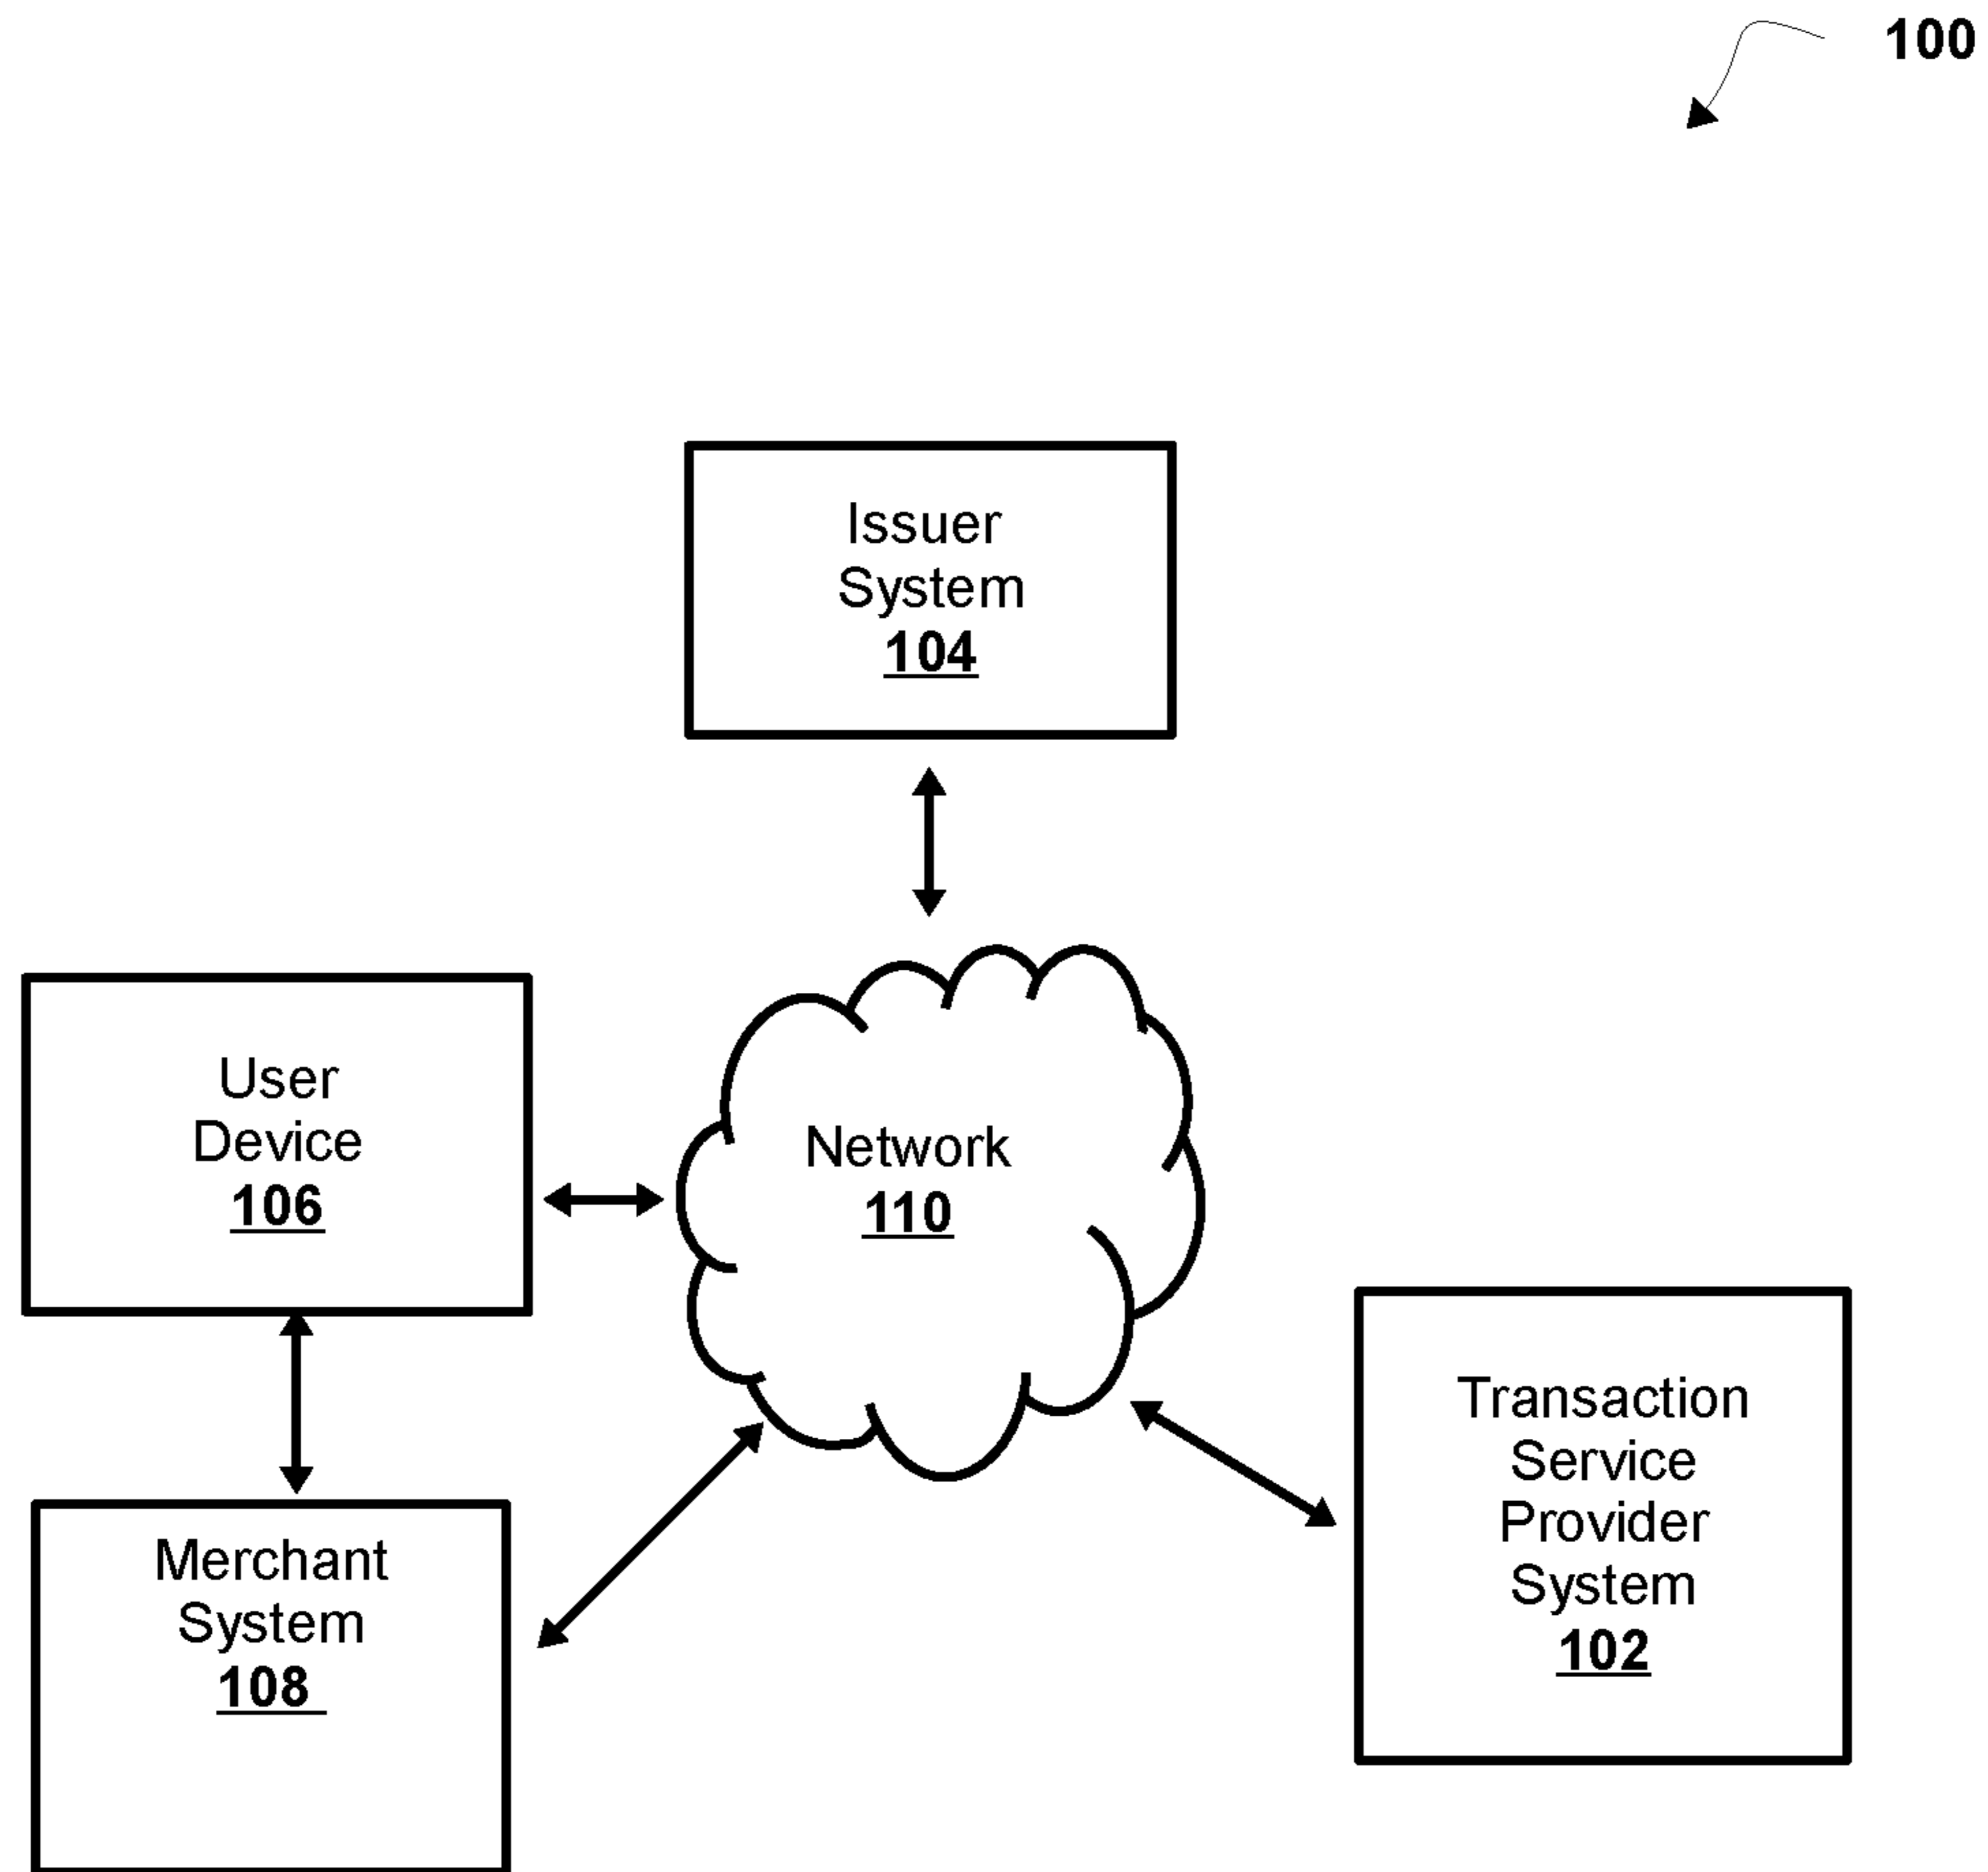 100
Issuer
System
104
User
Device
106
Network
110
Transaction
Service
Provider
System
102
Merchant
System
108